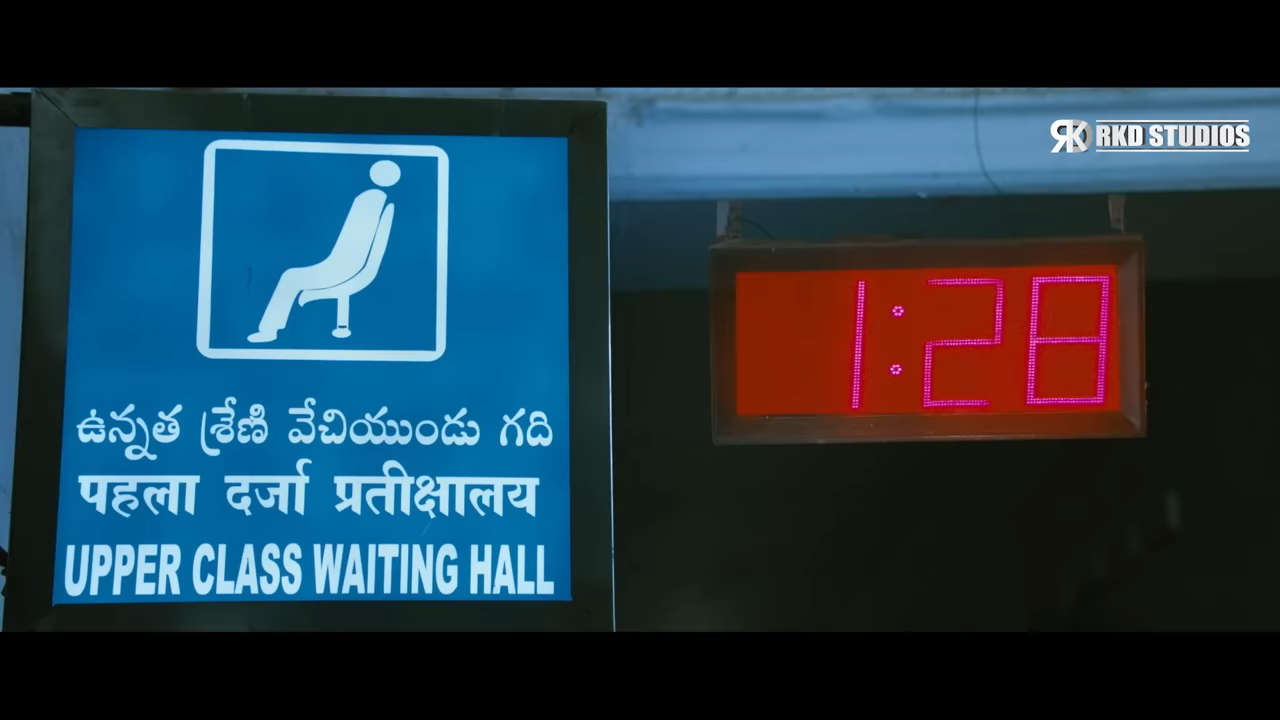 ఉన్నత శ్రేణి వేచియుండు గది
पहला दर्जा प्रतीक्षालय
UPPER CLASS WAITING HALL
1:28
RKD STUDIOS